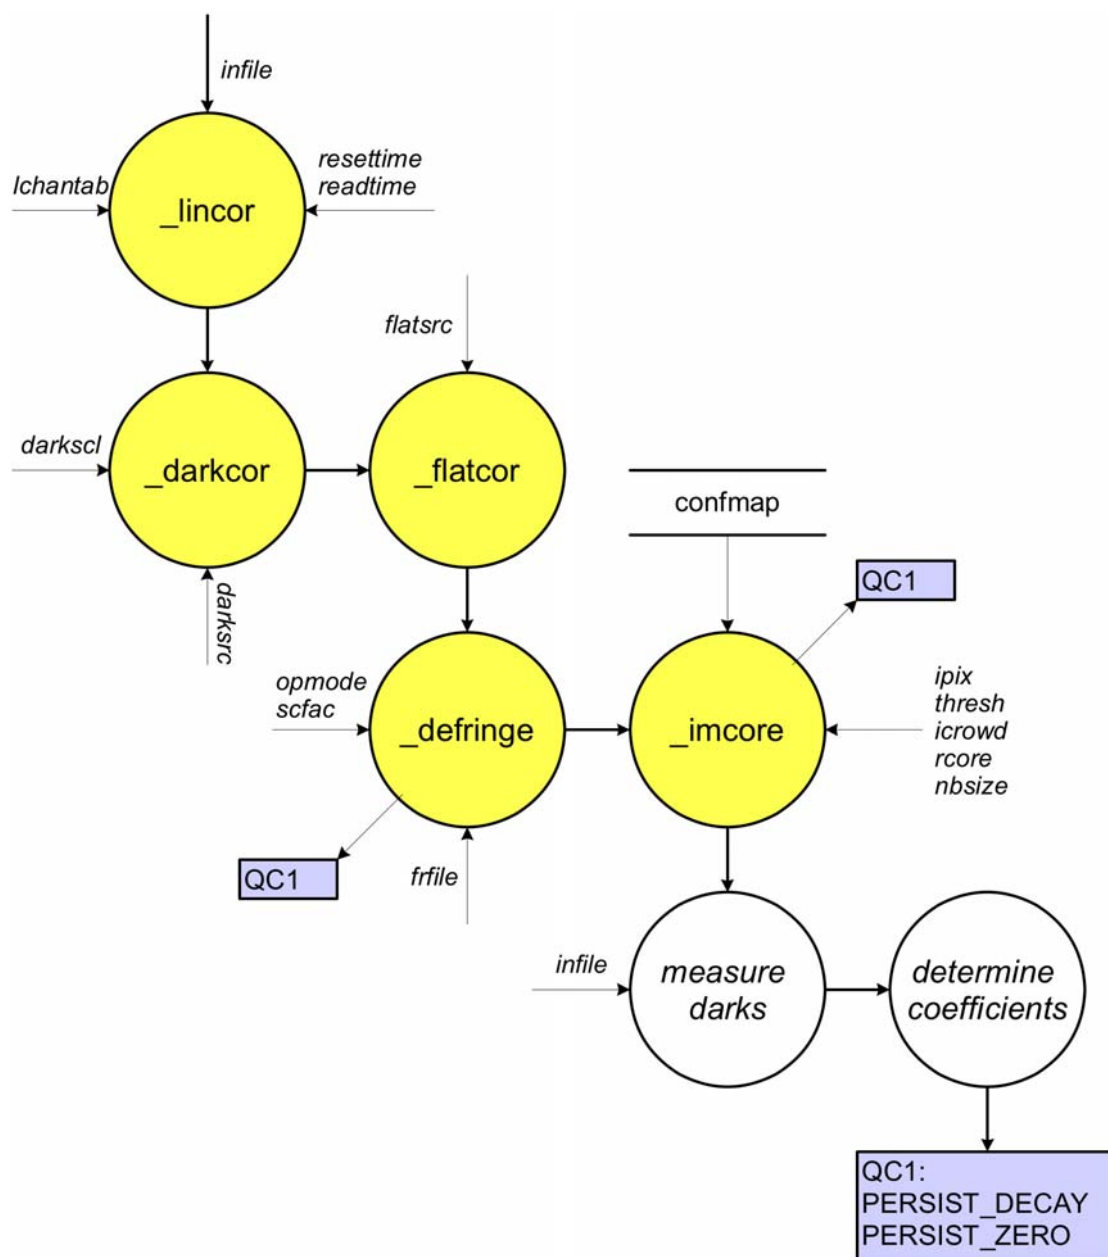 infile
lchantab
resettime
readtime
_lincor
flatsrc
darkscl
_darkcor
_flatcor
confmap
darksrc
QC1
opmode
scfac
_defringe
_imcore
ipix
thresh
icrowd
rcore
nbsize
QC1
frfile
infile
measure
darks
determine
coefficients
QC1:
PERSIST_DECAY
PERSIST_ZERO